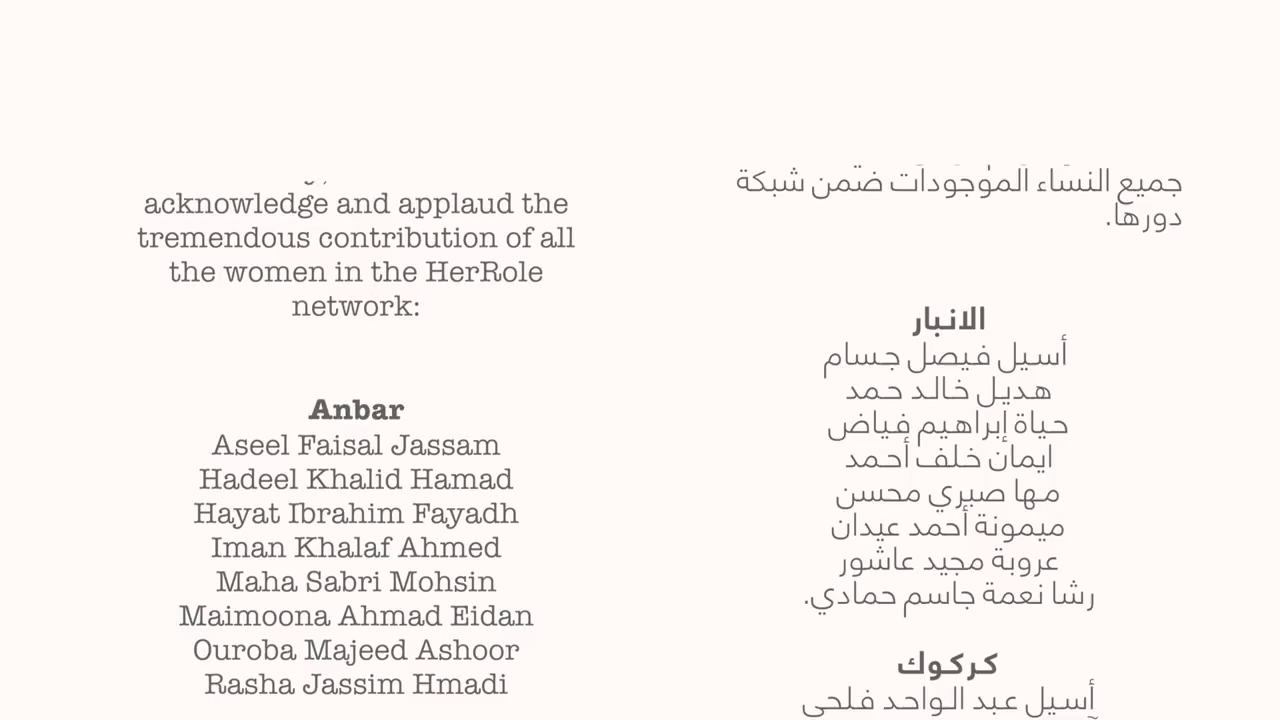 acknowledge and applaud the
tremendous contribution of all
the women in the HerRole
network:
Anbar
Aseel Faisal Jassam
Hadeel Khalid Hamad
Hayat Ibrahim Fayadh
Iman Khalaf Ahmed
Maha Sabri Mohsin
Maimoona Ahmad Eidan
Ouroba Majeed Ashoor
Rasha Jassim Hmadi
جميع النساء الموجودات ضمن شبكة
دورها.
الانبار
أسيل فيصل جسام
هديل خالد حمد
حياة إبراهيم فياض
ايمان خلف أحمد
مها صبري محسن
ميمونة أحمد عيدان
عروبة مجيد عاشور
رشا نعمة جاسم حمادي.
كركوك
أسيل عبد الواحد فلحي